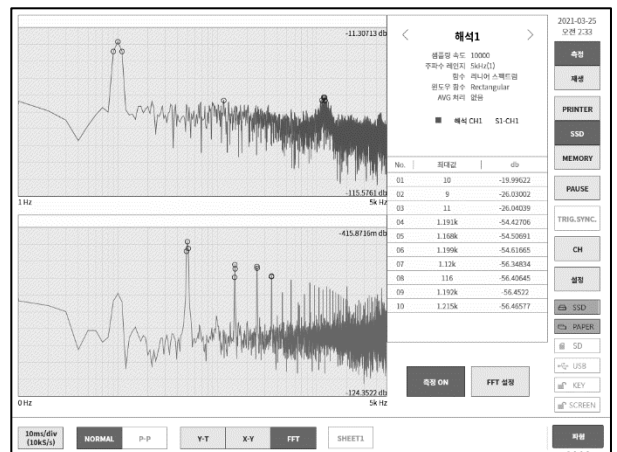 -11.30713 db
-115.5761 db
1 Hz
5k Hz
-415.8716m db
-124.3522 db
0 Hz
5k Hz
< 해석1 >
샘플링 속도 10000
주파수 레인지 5kHz(1)
함수 리니어 스펙트럼
윈도우 함수 Rectangular
AVG 처리 없음
■ 해석 CH1 S1-CH1
No. 최대값 db
01 10 -19.99622
02 9 -26.03002
03 11 -26.04039
04 1.191k -54.42706
05 1.168k -54.50691
06 1.199k -54.61665
07 1.12k -56.34834
08 116 -56.40645
09 1.192k -56.4522
10 1.215k -56.46577
측정 ON
FFT 설정
2021-03-25
오전 2:33
측정
재생
PRINTER
SSD
MEMORY
PAUSE
TRIG.SYNC.
CH
설정
SSD
PAPER
SD
USB
KEY
SCREEN
10ms/div
(10kS/s)
NORMAL
P-P
Y-T
X-Y
FFT
SHEET1
파형